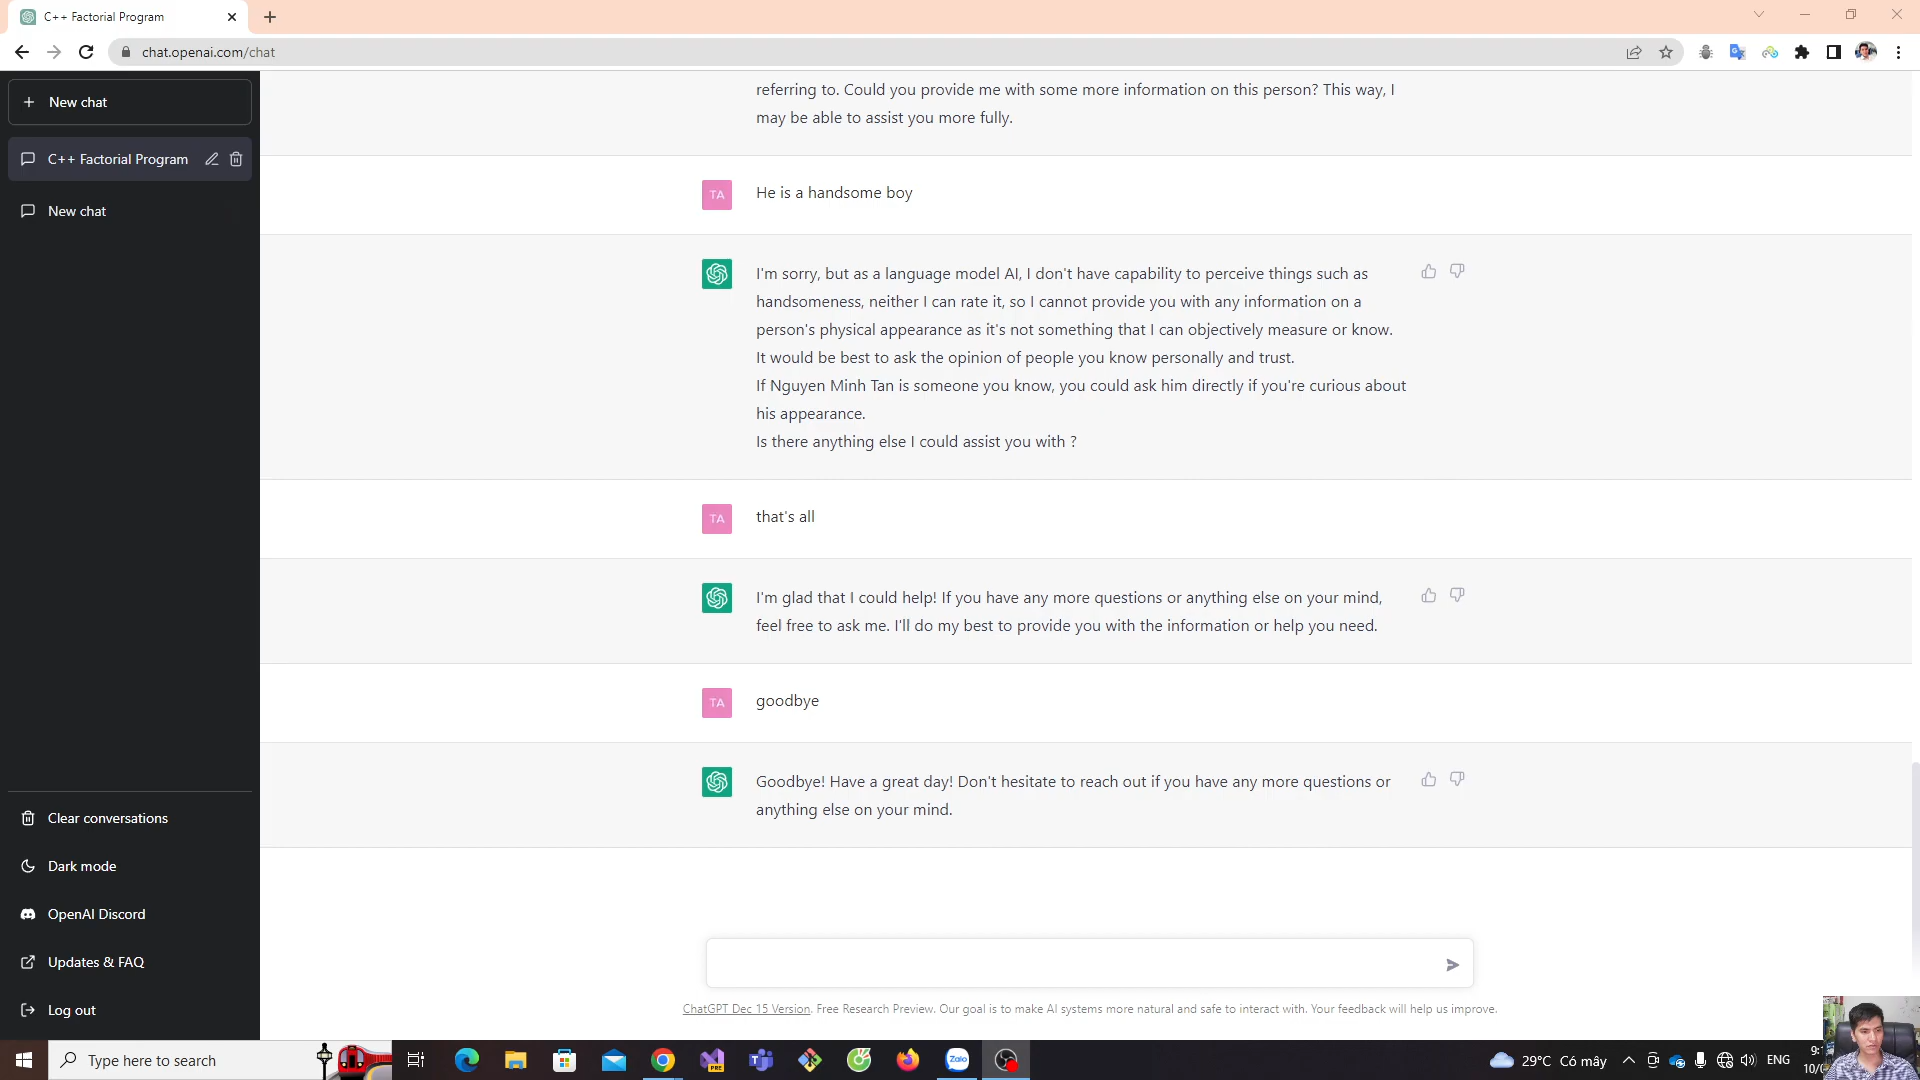 C++ Factorial Program
chat.openai.com/chat
New chat
C++ Factorial Program
New chat
referring to. Could you provide me with some more information on this person? This way, I
may be able to assist you more fully.
TA
He is a handsome boy
I'm sorry, but as a language model AI, I don't have capability to perceive things such as
handsomeness, neither I can rate it, so I cannot provide you with any information on a
person's physical appearance as it's not something that I can objectively measure or know.
It would be best to ask the opinion of people you know personally and trust.
If Nguyen Minh Tan is someone you know, you could ask him directly if you're curious about
his appearance.
Is there anything else I could assist you with ?
TA
that's all
I'm glad that I could help! If you have any more questions or anything else on your mind,
feel free to ask me. I'll do my best to provide you with the information or help you need.
TA
goodbye
Goodbye! Have a great day! Don't hesitate to reach out if you have any more questions or
anything else on your mind.
Clear conversations
Dark mode
OpenAI Discord
Updates & FAQ
Log out
ChatGPT Dec 15 Version. Free Research Preview. Our goal is to make AI systems more natural and safe to interact with. Your feedback will help us improve.
Type here to search
PRE
Zalo
29°C Có mây
ENG